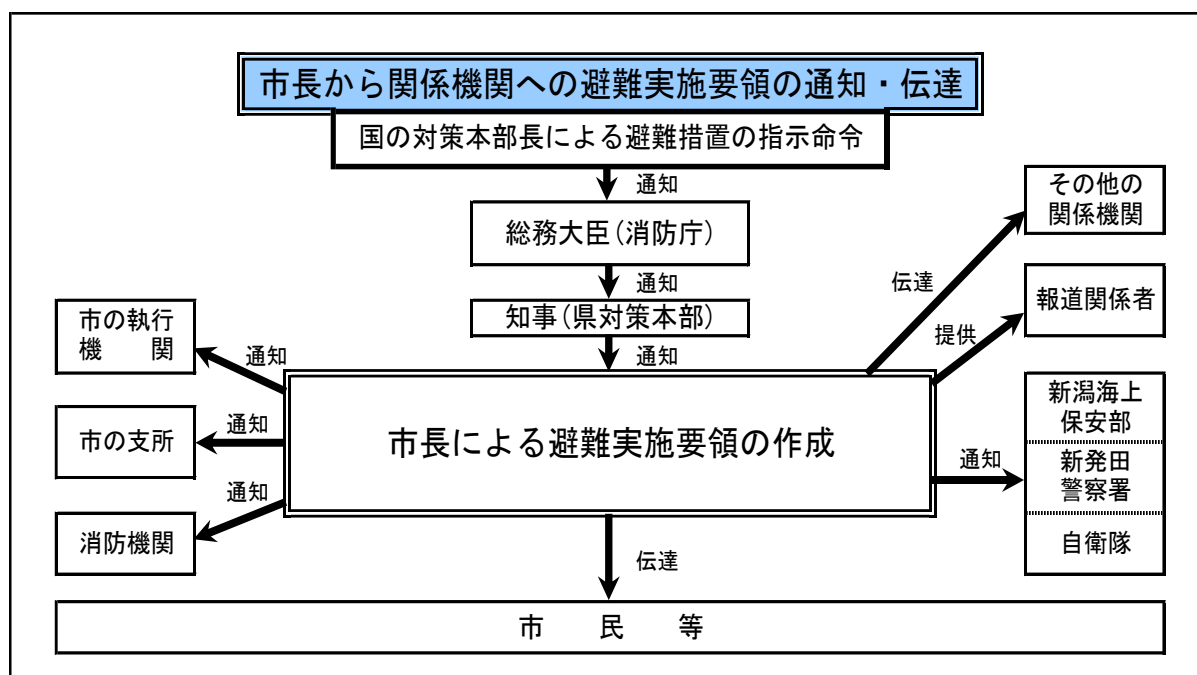 市長から関係機関への避難実施要領の通知・伝達
国の対策本部長による避難措置の指示命令
通知
総務大臣(消防庁)
通知
知事(県対策本部)
通知
市長による避難実施要領の作成
通知
市の執行
機　　関
通知
市の支所
通知
消防機関
伝達
その他の
関係機関
提供
報道関係者
通知
新潟海上
保安部
新発田
警察署
自衛隊
伝達
市　　民　　等